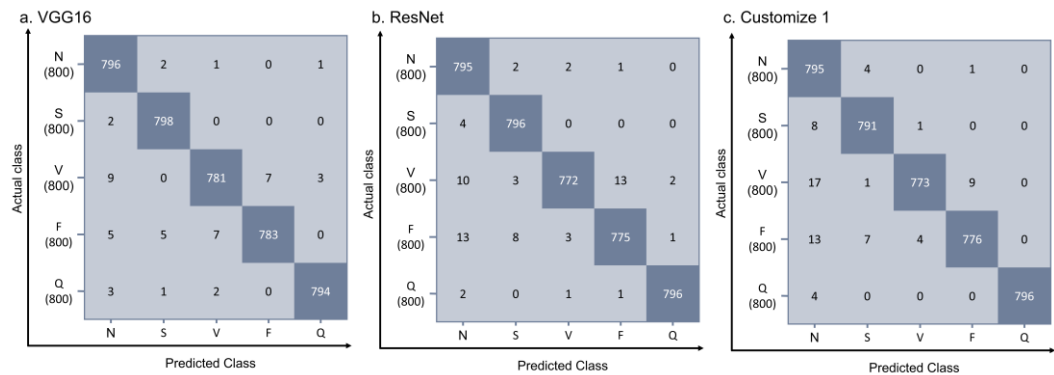 a. VGG16
Actual class
N
(800)
796 2 1 0 1
S
(800)
2 798 0 0 0
V
(800)
9 0 781 7 3
F
(800)
5 5 7 783 0
Q
(800)
3 1 2 0 794
N S V F Q
Predicted Class
b. ResNet
Actual class
N
(800)
795 2 2 1 0
S
(800)
4 796 0 0 0
V
(800)
10 3 772 13 2
F
(800)
13 8 3 775 1
Q
(800)
2 0 1 1 796
N S V F Q
Predicted Class
c. Customize 1
Actual class
N
(800)
795 4 0 1 0
S
(800)
8 791 1 0 0
V
(800)
17 1 773 9 0
F
(800)
13 7 4 776 0
Q
(800)
4 0 0 0 796
N S V F Q
Predicted Class